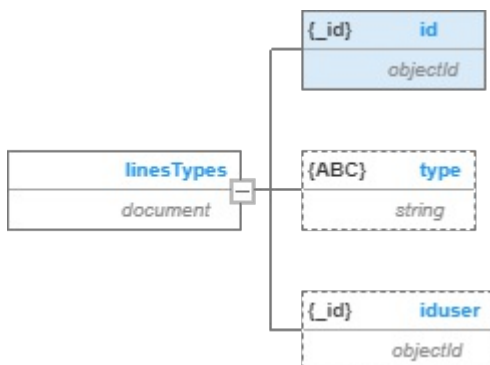 {_id} id
objectId
linesTypes
document
{ABC} type
string
{_id} iduser
objectId